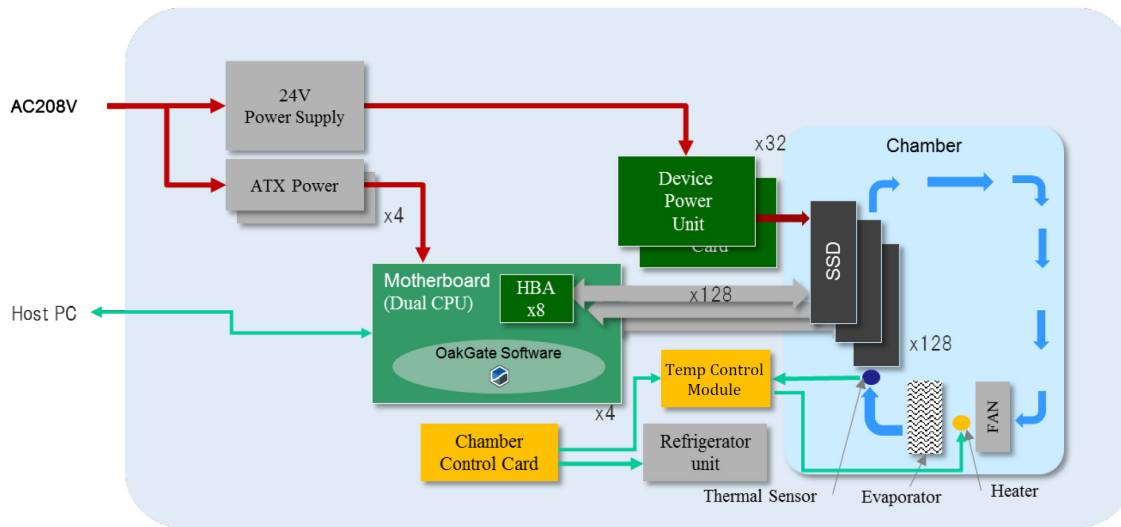 AC208V
24V
Power Supply
ATX Power
x4
x32
Device
Power
Unit
Card
Chamber
SSD
Motherboard
(Dual CPU)
HBA
x8
x128
Host PC
OakGate Software
x128
Temp Control
Module
x4
FAN
Chamber
Control Card
Refrigerator
unit
Thermal Sensor
Evaporator
Heater